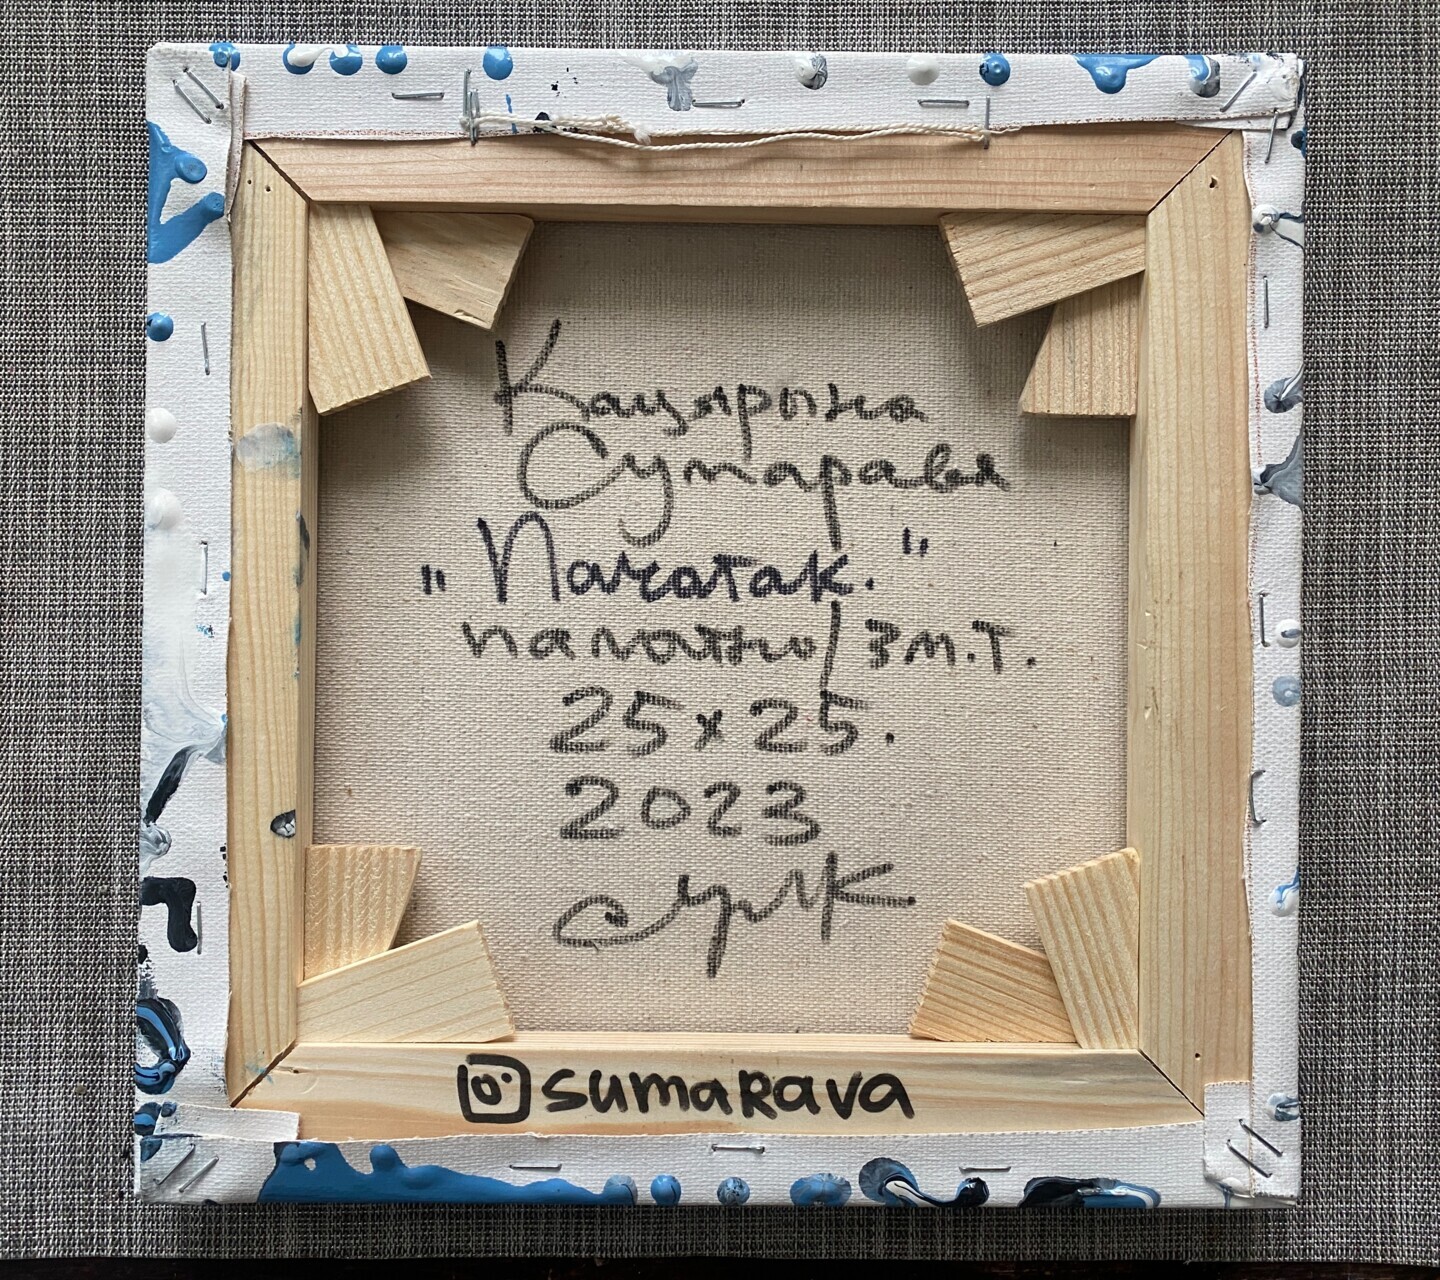 Кацярына
Сумарава
"Пачатак."
палатно/зм.т.
25×25.
2023
sumaRava